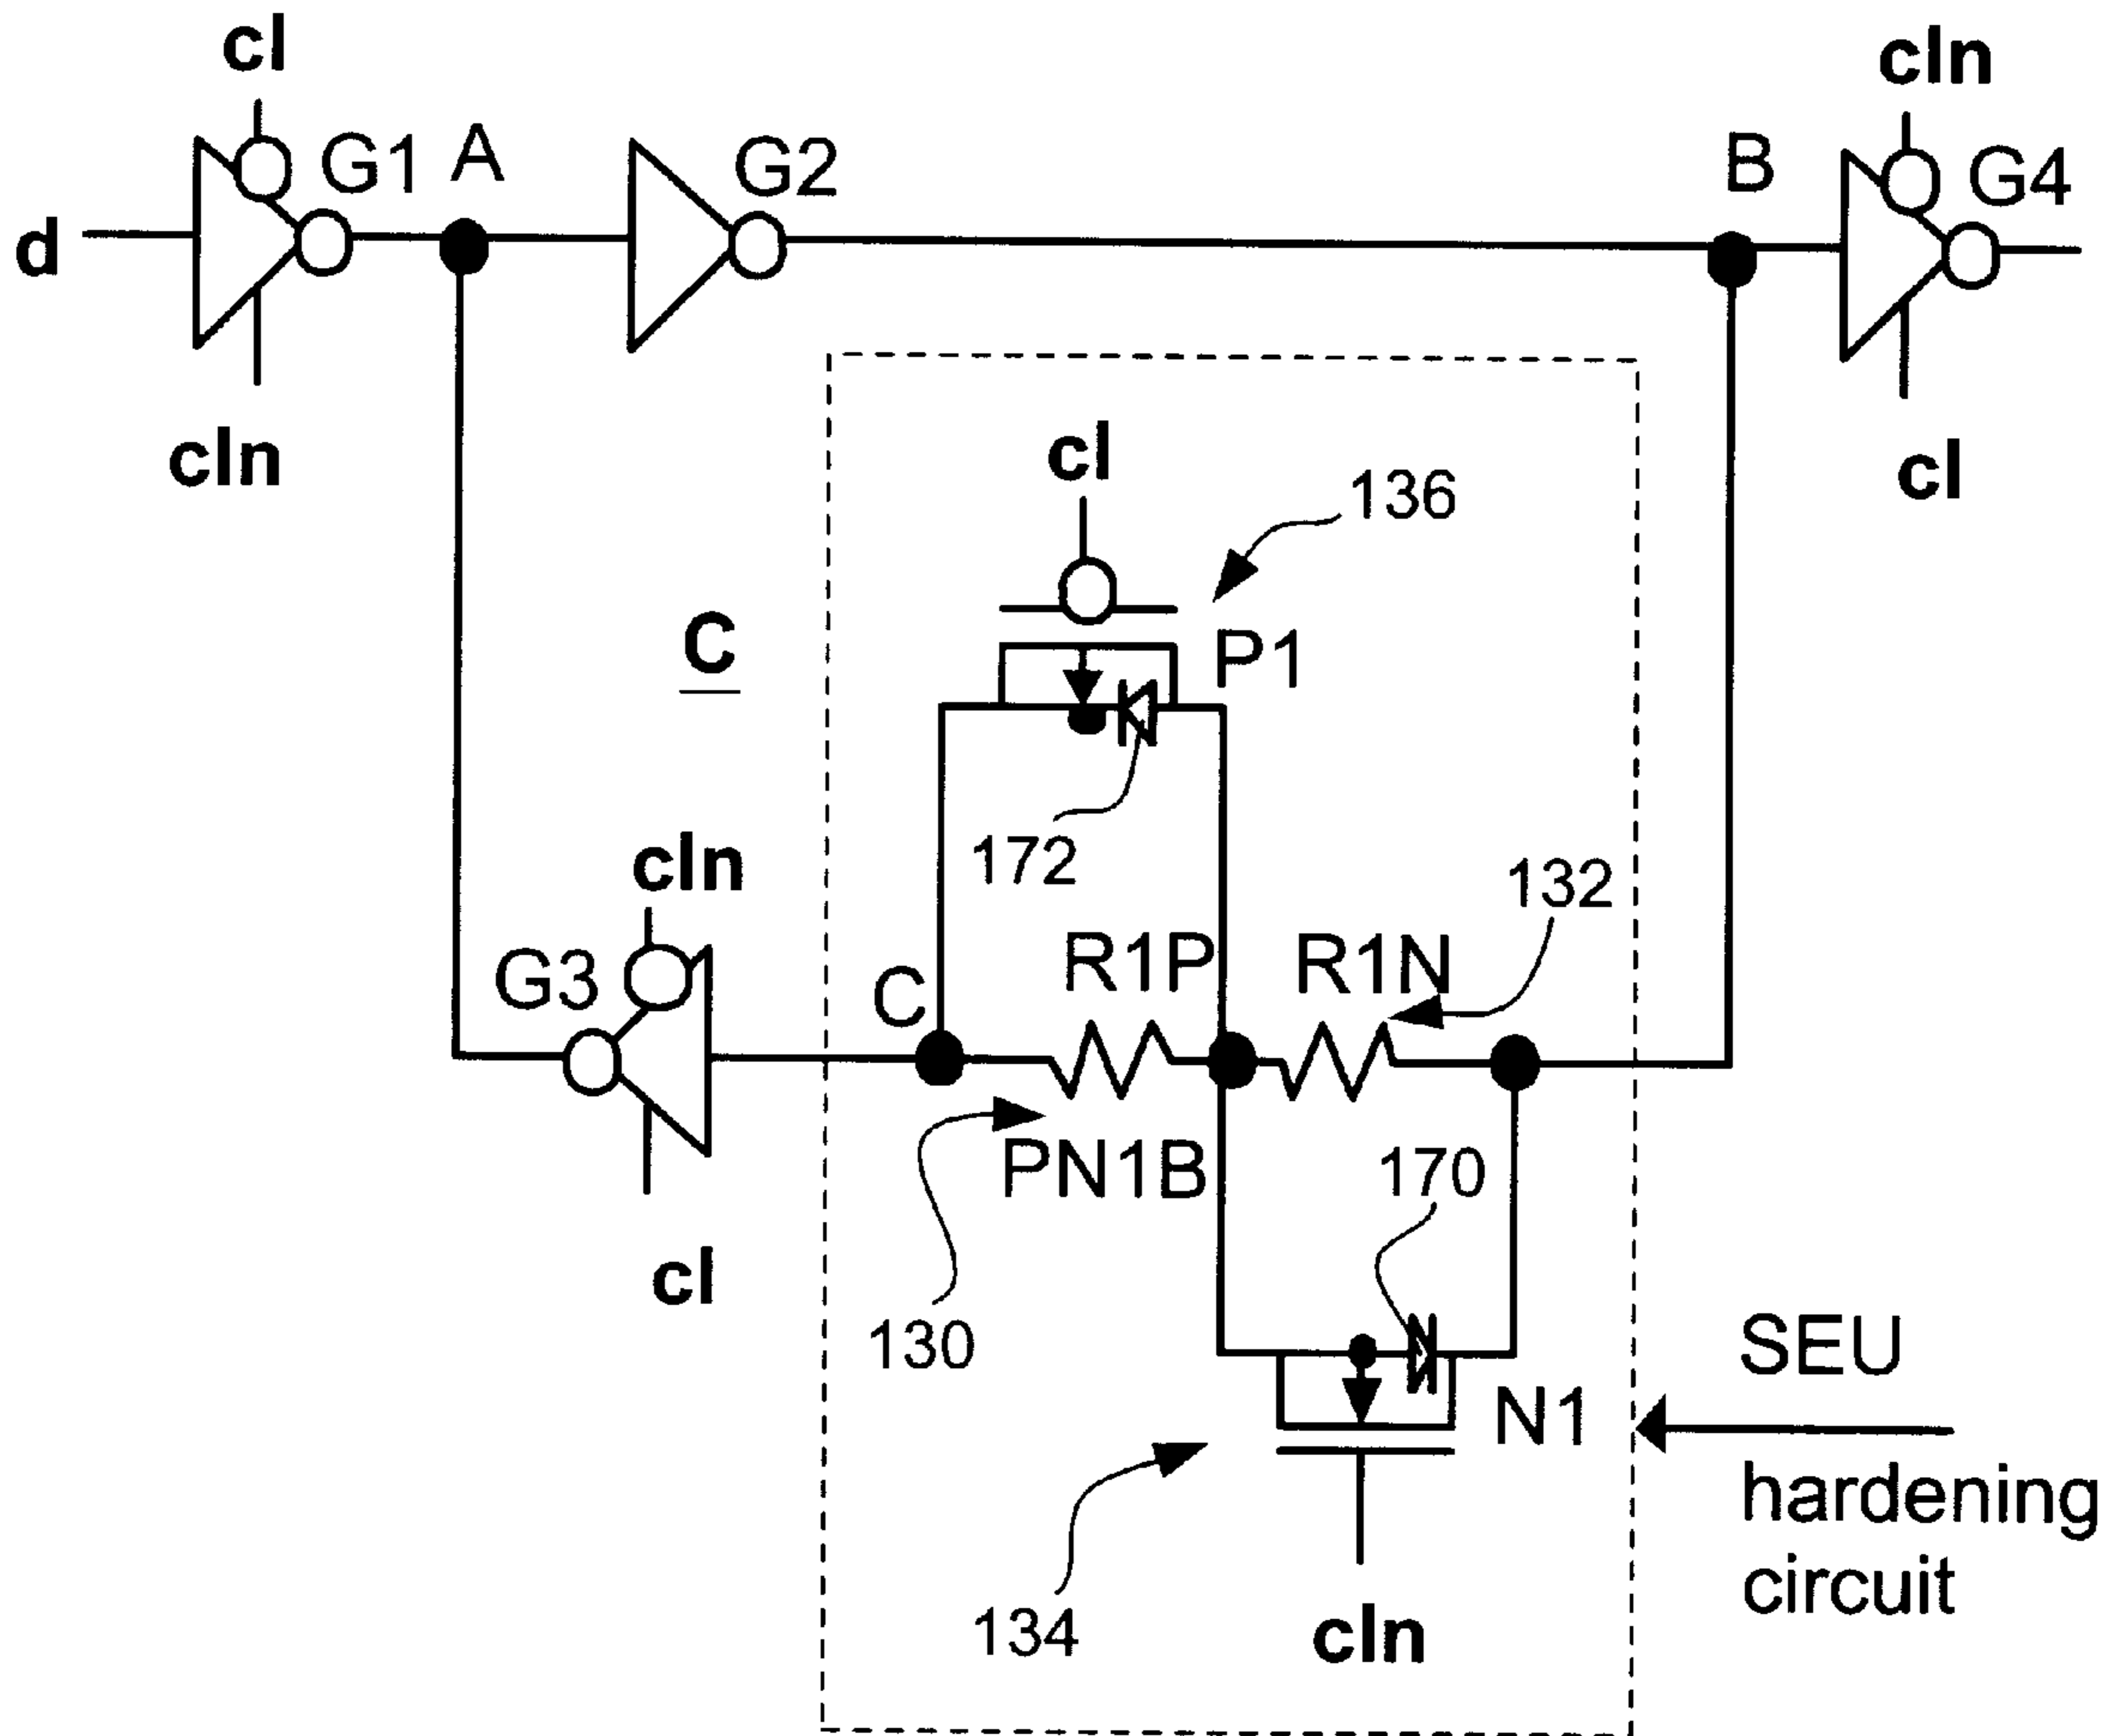 cl
cln
G1
A
G2
B
G4
d
cln
cl
cl
136
P1
C
172
cln
132
G3
C
R1P
R1N
PN1B
170
cl
130
SEU
hardening
circuit
N1
134
cln